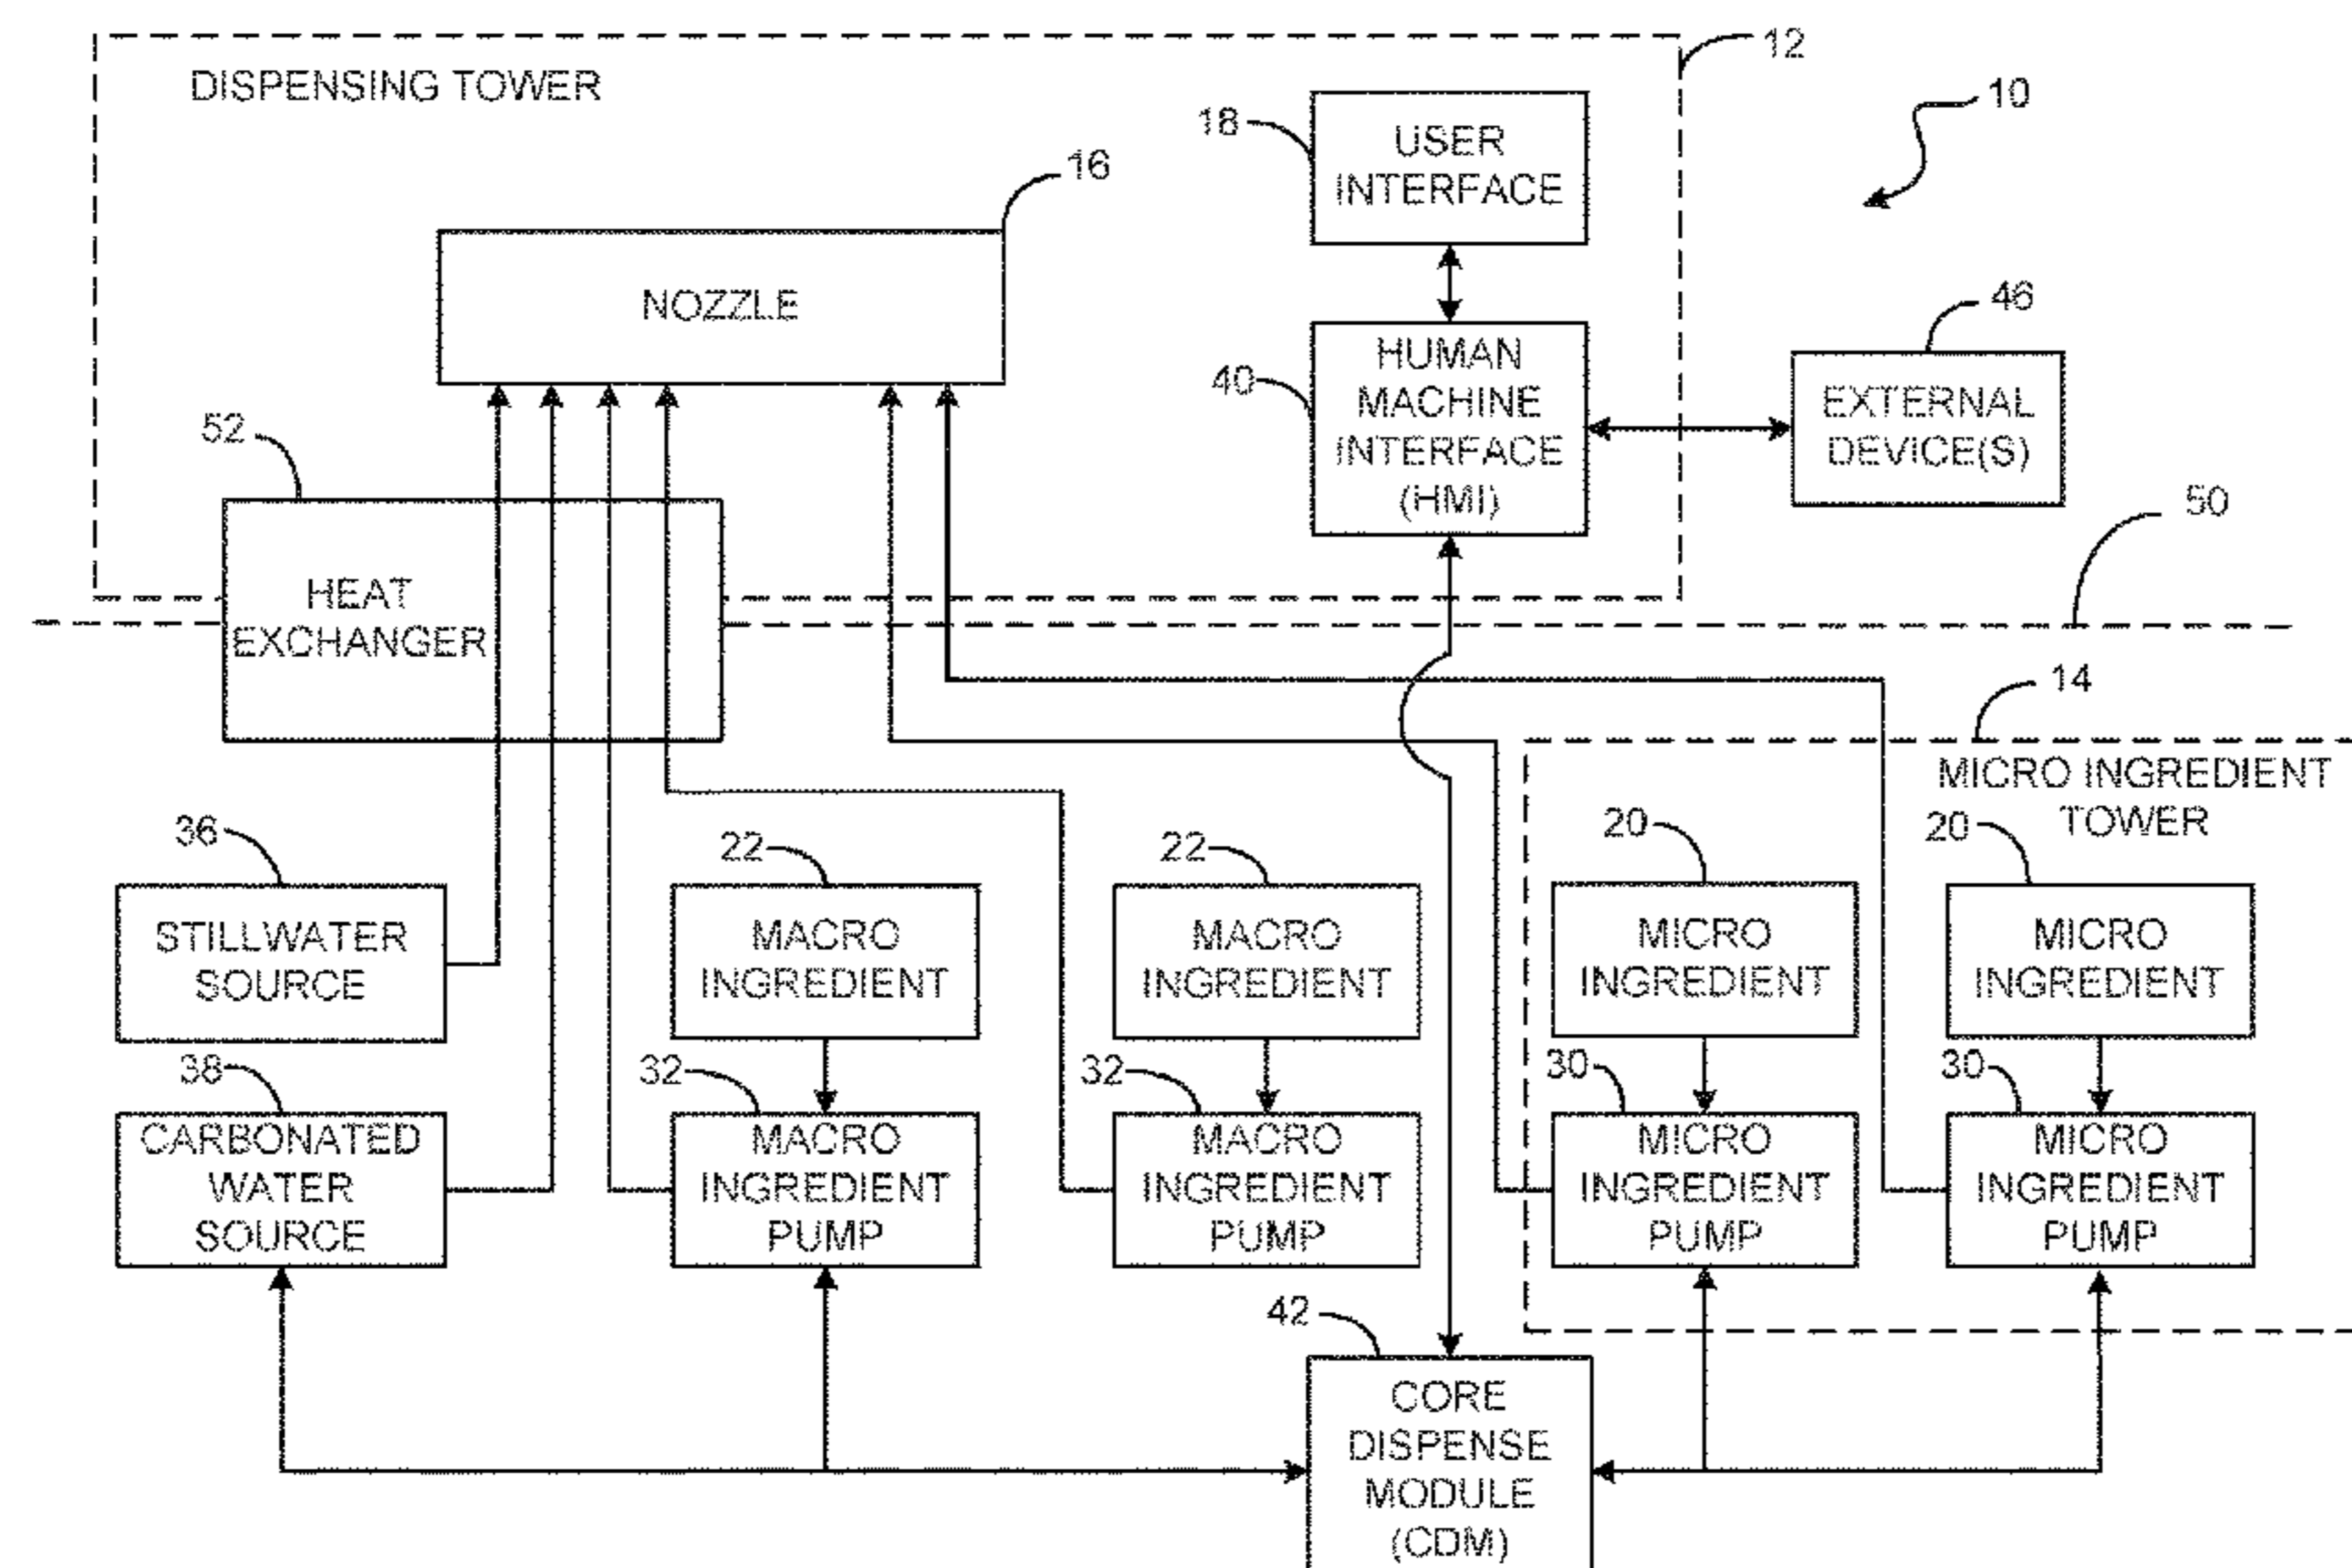 DISPENSING TOWER
12
10
18
USER
INTERFACE
16
NOZZLE
46
40
HUMAN
MACHINE
INTERFACE
(HMI)
EXTERNAL
DEVICE(S)
52
50
HEAT
EXCHANGER
14
MICRO INGREDIENT
TOWER
36
22
22
20
20
STILLWATER
SOURCE
MACRO
INGREDIENT
MACRO
INGREDIENT
MICRO
INGREDIENT
MICRO
INGREDIENT
38
32
32
30
30
CARBONATED
WATER
SOURCE
MACRO
INGREDIENT
PUMP
MACRO
INGREDIENT
PUMP
MICRO
INGREDIENT
PUMP
MICRO
INGREDIENT
PUMP
42
CORE
DISPENSE
MODULE
(CDM)